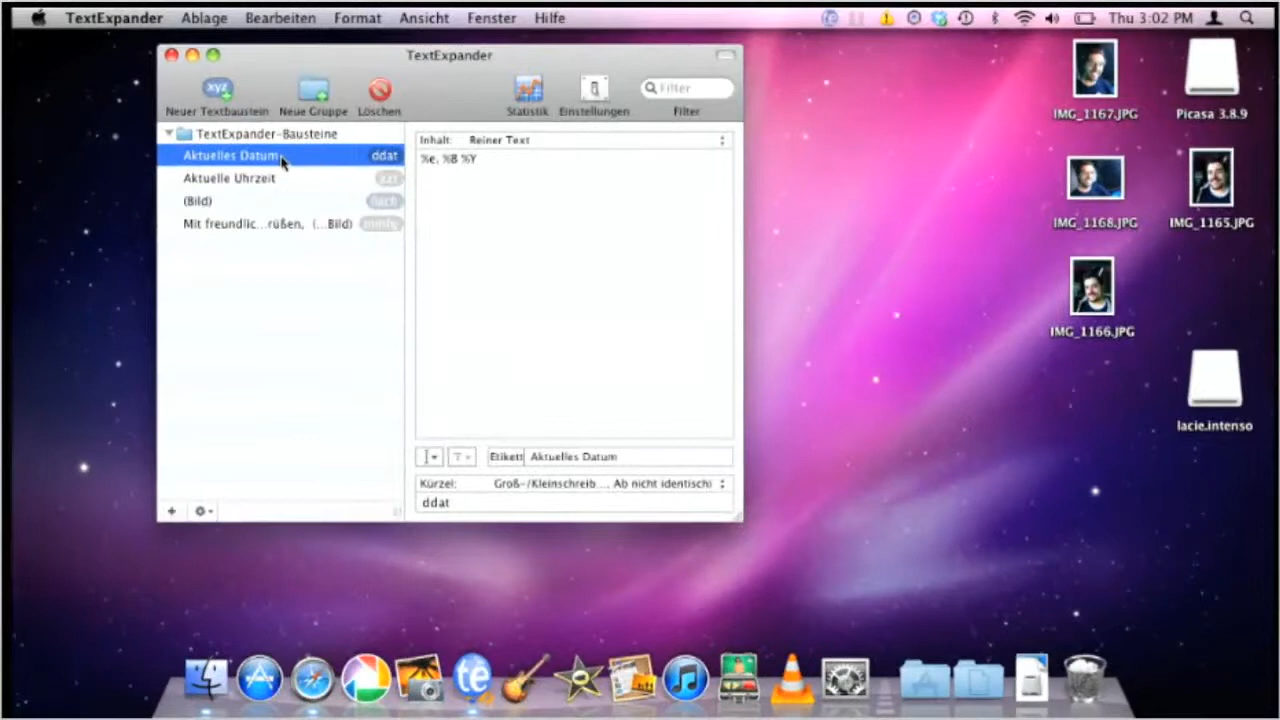 TextExpander Ablage Bearbeiten Format Ansicht Fenster Hilfe Thu 3:02 PM
TextExpander
Neuer Textbaustein Neue Gruppe Löschen Statistik Einstellungen Filter
Filter
TextExpander-Bausteine
Aktuelles Datum ddat
Aktuelle Uhrzeit
(Bild)
Mit freundlic...rüßen, (...Bild)
Inhalt: Reiner Text
%e. %B %Y
Etikett Aktuelles Datum
Kürzel: Groß-/Kleinschreib.... Ab nicht identisch
ddat
IMG_1167.JPG
Picasa 3.8.9
IMG_1168.JPG
IMG_1165.JPG
IMG_1166.JPG
lacie.intenso